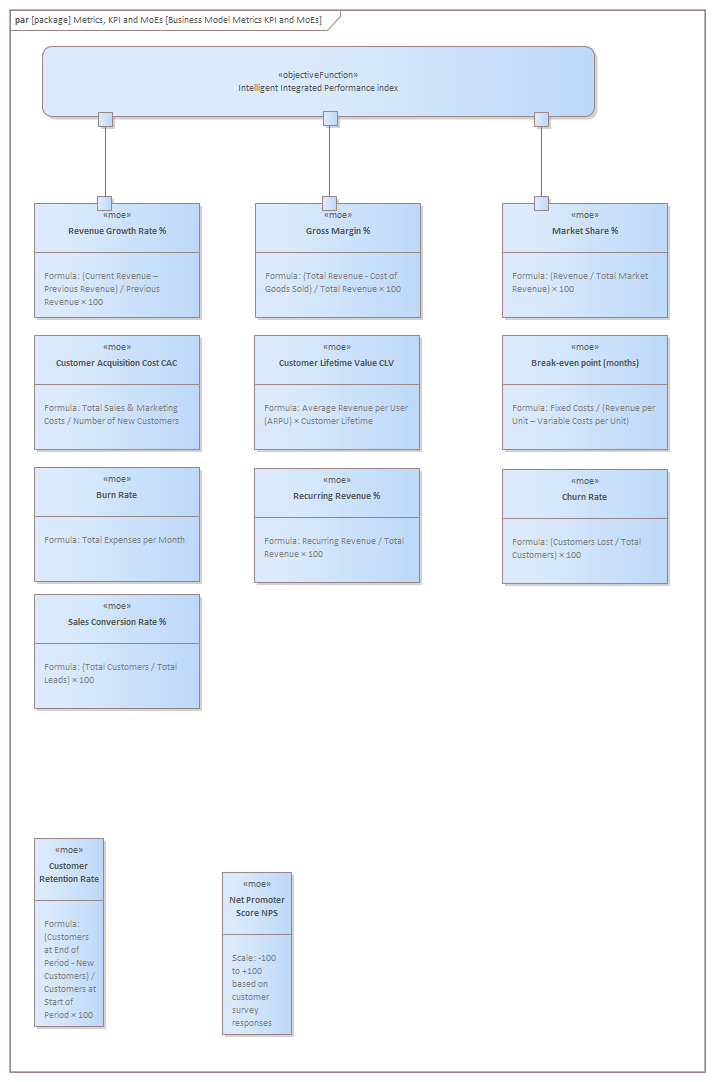 par [package] Metrics, KPI and MoEs [Business Model Metrics KPI and MoEs]
«objectiveFunction»
Intelligent Integrated Performance index
«moe»
Revenue Growth Rate %
Formula: (Current Revenue –
Previous Revenue) / Previous
Revenue × 100
«moe»
Gross Margin %
Formula: (Total Revenue - Cost of
Goods Sold) / Total Revenue × 100
«moe»
Market Share %
Formula: (Revenue / Total Market
Revenue) × 100
«moe»
Customer Acquisition Cost CAC
Formula: Total Sales & Marketing
Costs / Number of New Customers
«moe»
Customer Lifetime Value CLV
Formula: Average Revenue per User
(ARPU) × Customer Lifetime
«moe»
Break-even point (months)
Formula: Fixed Costs / (Revenue per
Unit – Variable Costs per Unit)
«moe»
Burn Rate
Formula: Total Expenses per Month
«moe»
Recurring Revenue %
Formula: Recurring Revenue / Total
Revenue × 100
«moe»
Churn Rate
Formula: (Customers Lost / Total
Customers) × 100
«moe»
Sales Conversion Rate %
Formula: (Total Customers / Total
Leads) × 100
«moe»
Customer
Retention Rate
Formula:
(Customers
at End of
Period - New
Customers) /
Customers at
Start of
Period × 100
«moe»
Net Promoter
Score NPS
Scale: -100
to +100
based on
customer
survey
responses